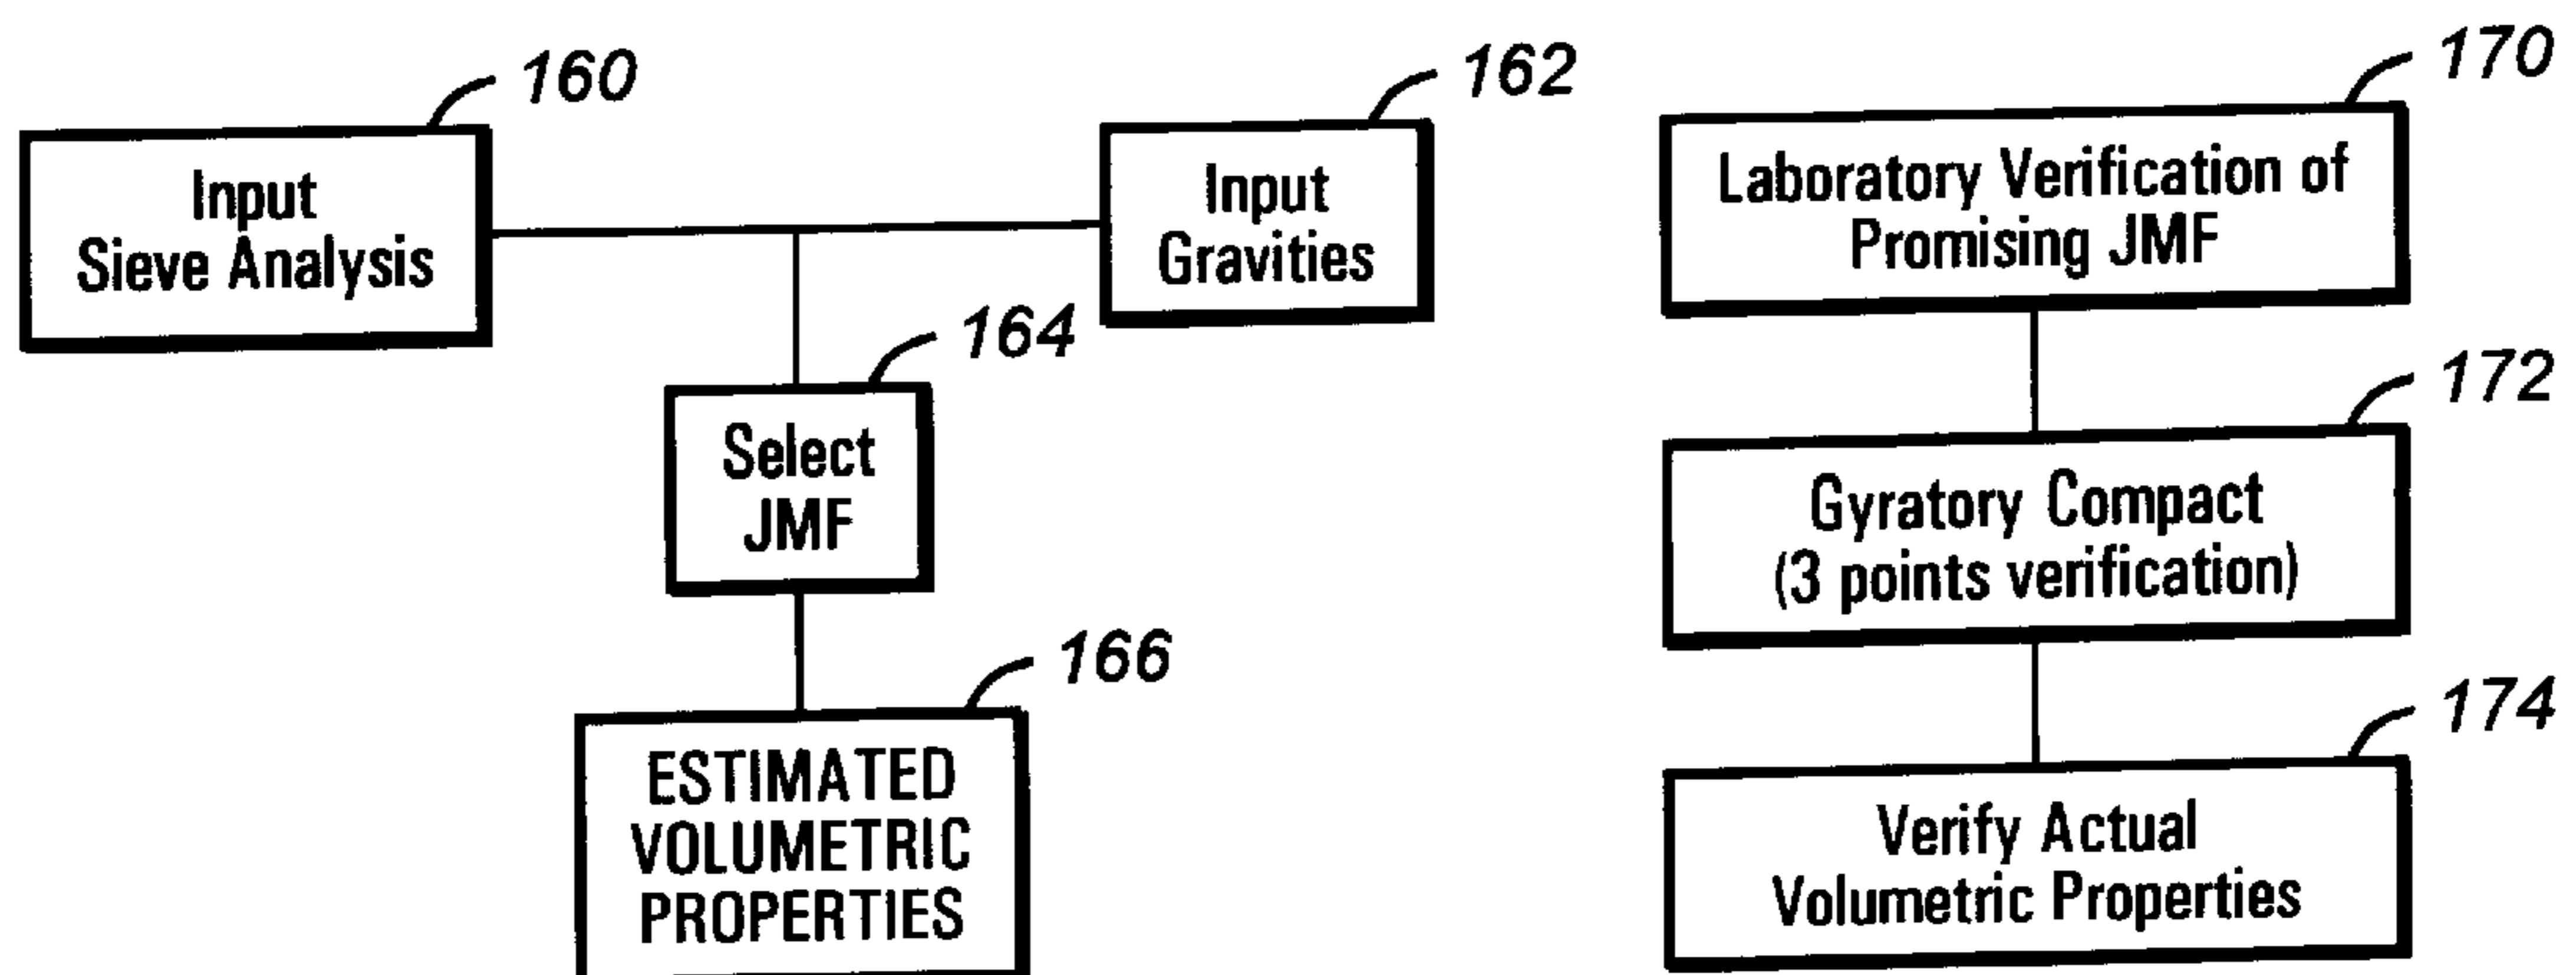 160
Input
Sieve Analysis
162
Input
Gravities
164
Select
JMF
166
ESTIMATED
VOLUMETRIC
PROPERTIES
170
Laboratory Verification of
Promising JMF
172
Gyratory Compact
(3 points verification)
174
Verify Actual
Volumetric Properties